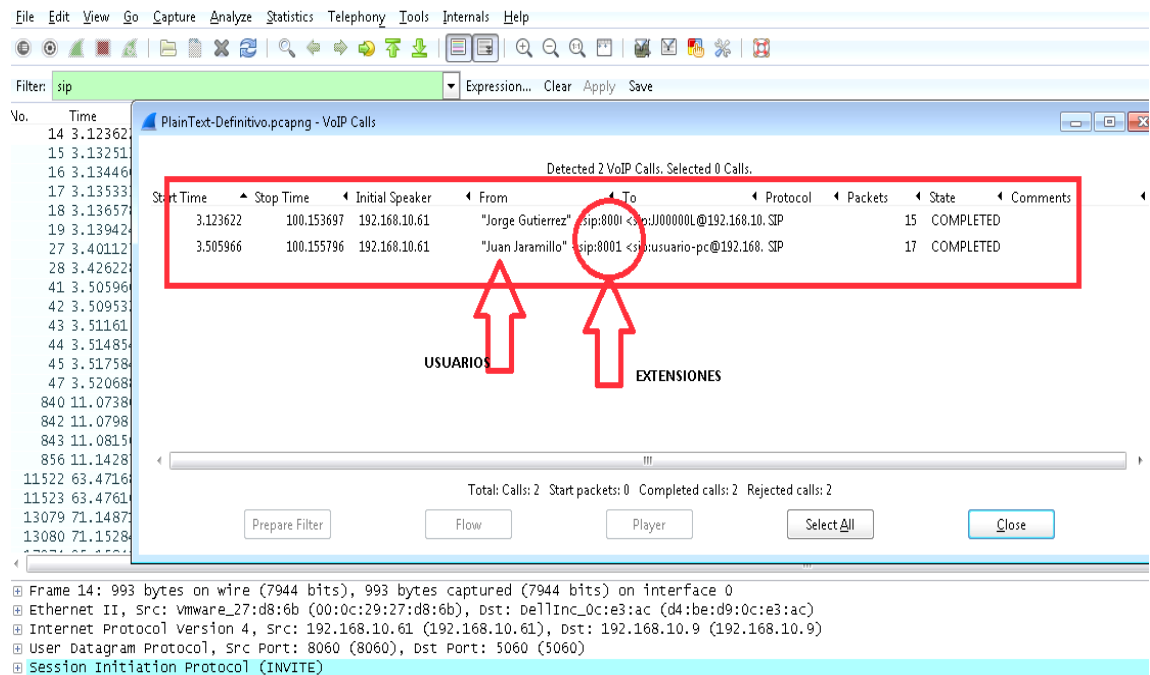 File Edit View Go Capture Analyze Statistics Telephony Tools Internals Help
Filter: sip Expression... Clear Apply Save
No. Time
14 3.12362
15 3.13251
16 3.13446
17 3.13533
18 3.13657
19 3.13942
27 3.40112
28 3.42622
41 3.50596
42 3.50953
43 3.51161
44 3.51485
45 3.51758
47 3.52068
840 11.0738
842 11.0798
843 11.0815
856 11.1428
11522 63.4716
11523 63.4761
13079 71.1487
13080 71.1528
PlainText-Definitivo.pcapng - VoIP Calls
Detected 2 VoIP Calls. Selected 0 Calls.
Start Time Stop Time Initial Speaker From To Protocol Packets State Comments
3.123622 100.153697 192.168.10.61 "Jorge Gutierrez" <sip:800 <sip:JJ00000L@192.168.10. SIP 15 COMPLETED
3.505966 100.155796 192.168.10.61 "Juan Jaramillo" <sip:8001 <sip:usuario-pc@192.168. SIP 17 COMPLETED
USUARIOS
EXTENSIONES
Total: Calls: 2 Start packets: 0 Completed calls: 2 Rejected calls: 2
Prepare Filter Flow Player Select All Close
Frame 14: 993 bytes on wire (7944 bits), 993 bytes captured (7944 bits) on interface 0
Ethernet II, Src: Vmware_27:d8:6b (00:0c:29:27:d8:6b), Dst: DellInc_0c:e3:ac (d4:be:d9:0c:e3:ac)
Internet Protocol Version 4, Src: 192.168.10.61 (192.168.10.61), Dst: 192.168.10.9 (192.168.10.9)
User Datagram Protocol, Src Port: 8060 (8060), Dst Port: 5060 (5060)
Session Initiation Protocol (INVITE)